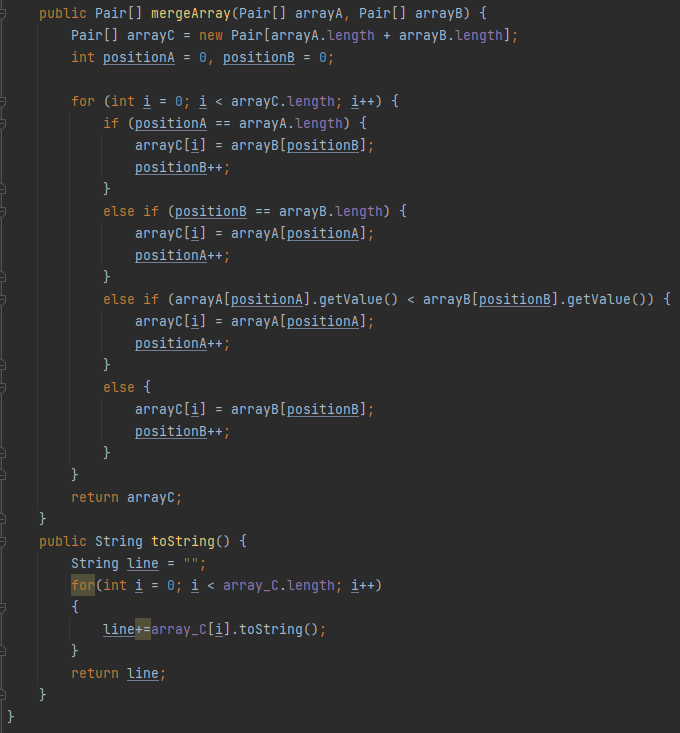 public Pair[] mergeArray(Pair[] arrayA, Pair[] arrayB) {
    Pair[] arrayC = new Pair[arrayA.length + arrayB.length];
    int positionA = 0, positionB = 0;

    for (int i = 0; i < arrayC.length; i++) {
        if (positionA == arrayA.length) {
            arrayC[i] = arrayB[positionB];
            positionB++;
        }
        else if (positionB == arrayB.length) {
            arrayC[i] = arrayA[positionA];
            positionA++;
        }
        else if (arrayA[positionA].getValue() < arrayB[positionB].getValue()) {
            arrayC[i] = arrayA[positionA];
            positionA++;
        }
        else {
            arrayC[i] = arrayB[positionB];
            positionB++;
        }
    }
    return arrayC;
}
public String toString() {
    String line = "";
    for(int i = 0; i < array_C.length; i++)
    {
        line+=array_C[i].toString();
    }
    return line;
}
}